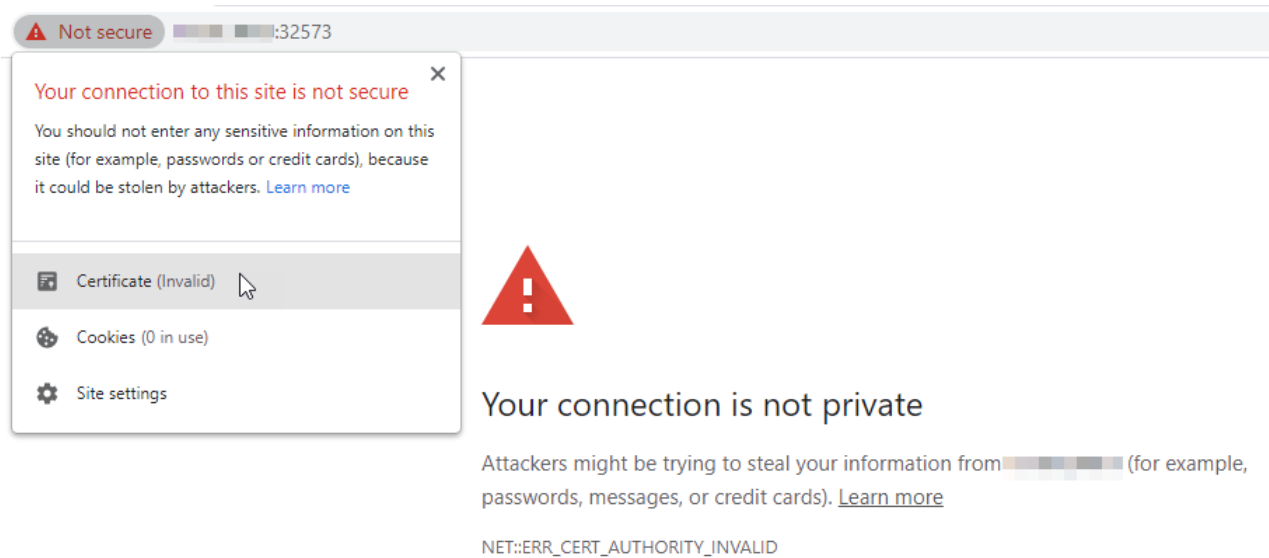 Not secure :32573
Your connection to this site is not secure
You should not enter any sensitive information on this
site (for example, passwords or credit cards), because
it could be stolen by attackers. Learn more
Certificate (Invalid)
Cookies (0 in use)
Site settings
Your connection is not private
Attackers might be trying to steal your information from (for example,
passwords, messages, or credit cards). Learn more
NET::ERR_CERT_AUTHORITY_INVALID